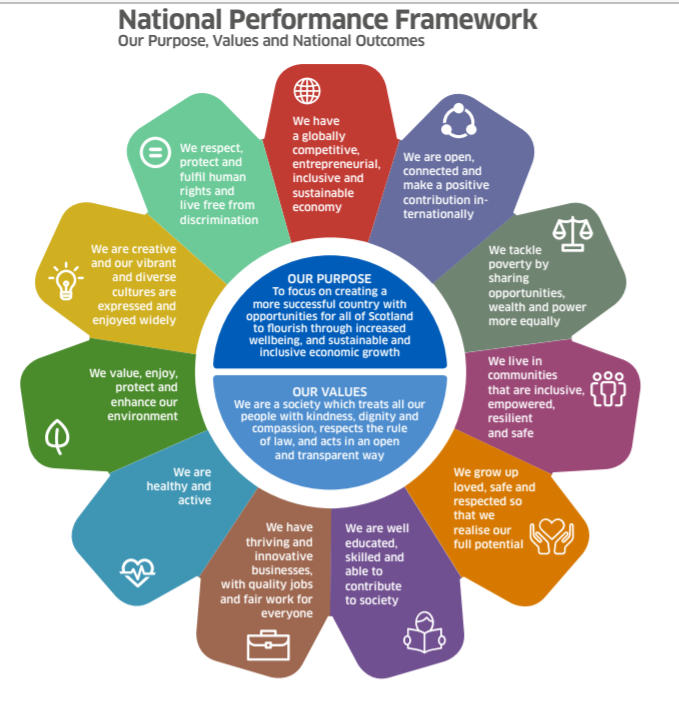 National Performance Framework
Our Purpose, Values and National Outcomes
We have
a globally
competitive,
entrepreneurial,
inclusive and
sustainable
economy
We are open,
connected and
make a positive
contribution in-
ternationally
We tackle
poverty by
sharing
opportunities,
wealth and power
more equally
We live in
communities
that are inclusive,
empowered,
resilient
and safe
We grow up
loved, safe and
respected so
that we
realise our
full potential
We are well
educated,
skilled and
able to
contribute
to society
We have
thriving and
innovative
businesses,
with quality jobs
and fair work for
everyone
We are
healthy and
active
We value, enjoy,
protect and
enhance our
environment
We are creative
and our vibrant
and diverse
cultures are
expressed and
enjoyed widely
We respect,
protect and
fulfil human
rights and
live free from
discrimination
OUR PURPOSE
To focus on creating a
more successful country with
opportunities for all of Scotland
to flourish through increased
wellbeing, and sustainable and
inclusive economic growth
OUR VALUES
We are a society which treats all our
people with kindness, dignity and
compassion, respects the rule
of law, and acts in an open
and transparent way